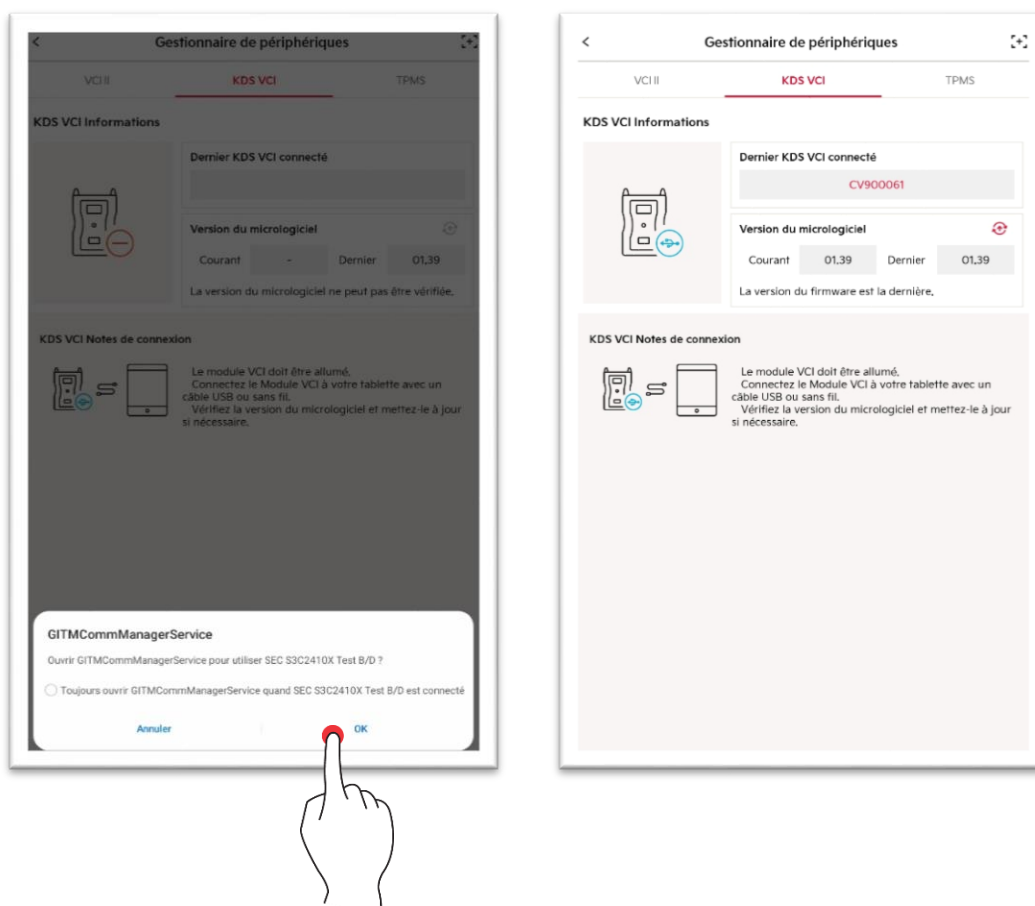 Gestionnaire de périphériques
VCI II
KDS VCI
TPMS
KDS VCI Informations
Dernier KDS VCI connecté
Version du micrologiciel
Courant
-
Dernier
01.39
La version du micrologiciel ne peut pas être vérifiée.
KDS VCI Notes de connexion
Le module VCI doit être allumé.
Connectez le Module VCI à votre tablette avec un
câble USB ou sans fil.
Vérifiez la version du micrologiciel et mettez-le à jour
si nécessaire.
GITMCommManagerService
Ouvrir GITMCommManagerService pour utiliser SEC S3C2410X Test B/D ?
Toujours ouvrir GITMCommManagerService quand SEC S3C2410X Test B/D est connecté
Annuler
OK
Gestionnaire de périphériques
VCI II
KDS VCI
TPMS
KDS VCI Informations
Dernier KDS VCI connecté
CV900061
Version du micrologiciel
Courant
01.39
Dernier
01.39
La version du firmware est la dernière.
KDS VCI Notes de connexion
Le module VCI doit être allumé.
Connectez le Module VCI à votre tablette avec un
câble USB ou sans fil.
Vérifiez la version du micrologiciel et mettez-le à jour
si nécessaire.